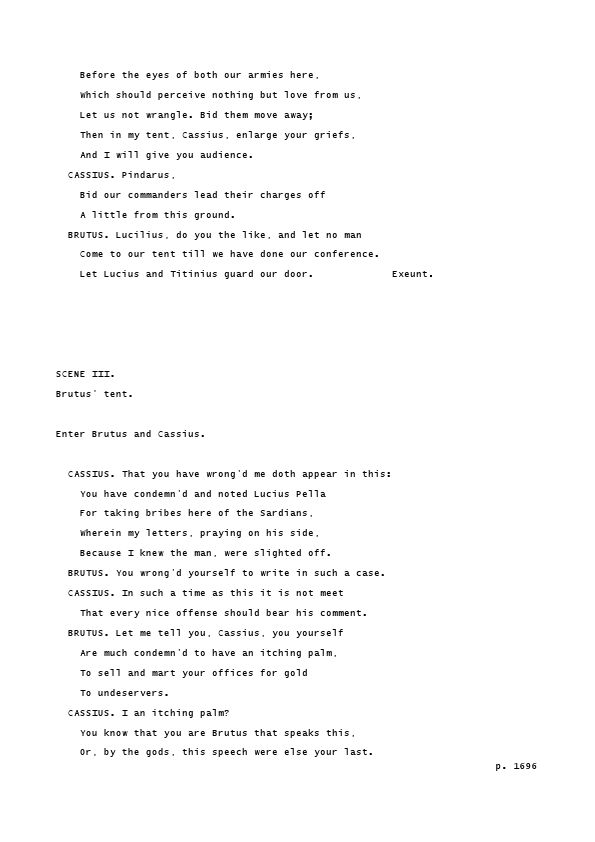 Before the eyes of both our armies here,
Which should perceive nothing but love from us,
Let us not wrangle. Bid them move away;
Then in my tent, Cassius, enlarge your griefs,
And I will give you audience.
CASSIUS. Pindarus,
Bid our commanders lead their charges off
A little from this ground.
BRUTUS. Lucilius, do you the like, and let no man
Come to our tent till we have done our conference.
Let Lucius and Titinius guard our door. Exeunt.
SCENE III.
Brutus' tent.
Enter Brutus and Cassius.
CASSIUS. That you have wrong'd me doth appear in this:
You have condemn'd and noted Lucius Pella
For taking bribes here of the Sardians,
Wherein my letters, praying on his side,
Because I knew the man, were slighted off.
BRUTUS. You wrong'd yourself to write in such a case.
CASSIUS. In such a time as this it is not meet
That every nice offense should bear his comment.
BRUTUS. Let me tell you, Cassius, you yourself
Are much condemn'd to have an itching palm,
To sell and mart your offices for gold
To undeservers.
CASSIUS. I an itching palm?
You know that you are Brutus that speaks this,
Or, by the gods, this speech were else your last.
p. 1696